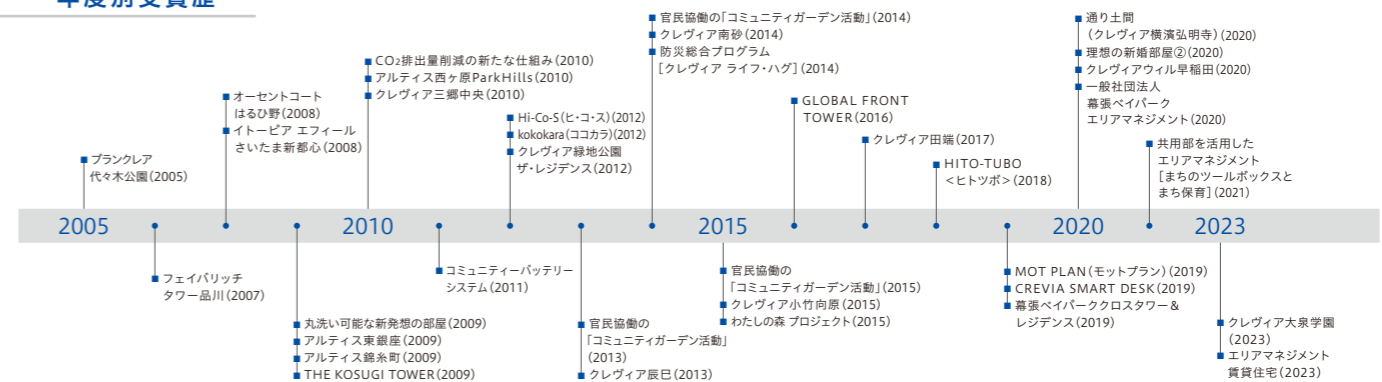 年度別受賞歴
ブランクレア
代々木公園(2005)
オーセントコート
はるひ野(2008)
イトーピア エフィール
さいたま新都心(2008)
CO₂排出量削減の新たな仕組み(2010)
アルティス西ヶ原ParkHills(2010)
クレヴィア三郷中央(2010)
Hi-Co-S(ヒ・コ・ス)(2012)
kokokara(ココカラ)(2012)
クレヴィア緑地公園
ザ・レジデンス(2012)
官民協働の「コミュニティガーデン活動」(2014)
クレヴィア南砂(2014)
防災総合プログラム
[クレヴィア ライフ・ハグ](2014)
GLOBAL FRONT
TOWER(2016)
クレヴィア田端(2017)
HITO-TUBO
<ヒトツボ>(2018)
通り土間
(クレヴィア横濱弘明寺)(2020)
理想の新婚部屋②(2020)
クレヴィアウィル早稲田(2020)
一般社団法人
幕張ベイパーク
エリアマネジメント(2020)
共用部を活用した
エリアマネジメント
[まちのツールボックスと
まち保育](2021)
2005
2010
2015
2020
2023
フェイバリッチ
タワー品川(2007)
丸洗い可能な新発想の部屋(2009)
アルティス東銀座(2009)
アルティス錦糸町(2009)
THE KOSUGI TOWER(2009)
コミュニティーバッテリー
システム(2011)
官民協働の
「コミュニティガーデン活動」
(2013)
クレヴィア辰巳(2013)
官民協働の
「コミュニティガーデン活動」(2015)
クレヴィア小竹向原(2015)
わたしの森 プロジェクト(2015)
MOT PLAN(モットプラン)(2019)
CREVIA SMART DESK(2019)
幕張ベイパーククロスタワー&
レジデンス(2019)
クレヴィア大泉学園
(2023)
エリアマネジメント
賃貸住宅(2023)